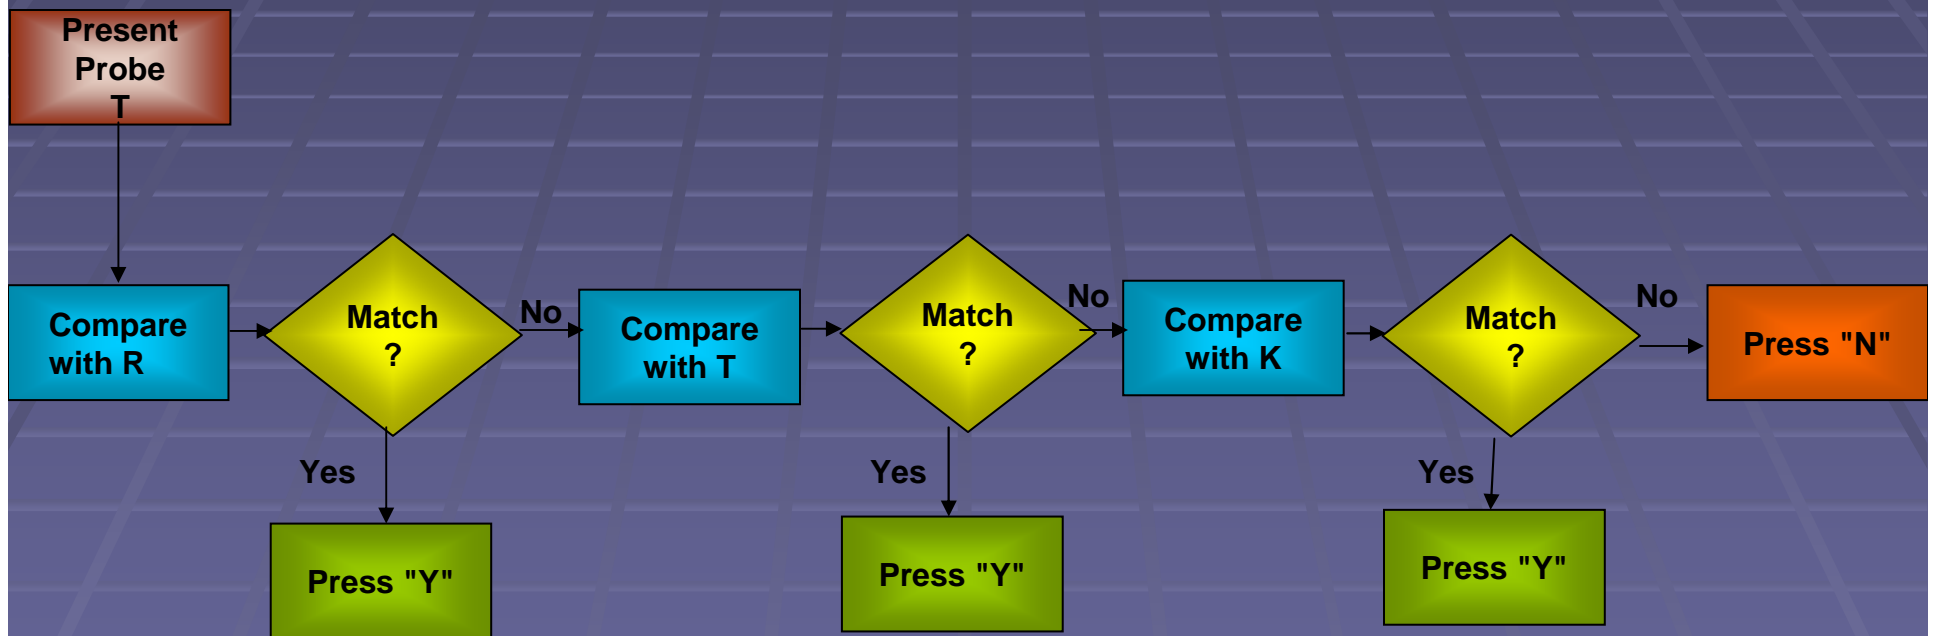 Present
Probe
T
Compare
with R
Match
?
No
Compare
with T
Match
?
No
Compare
with K
Match
?
No
Press "N"
Yes
Press "Y"
Yes
Press "Y"
Yes
Press "Y"